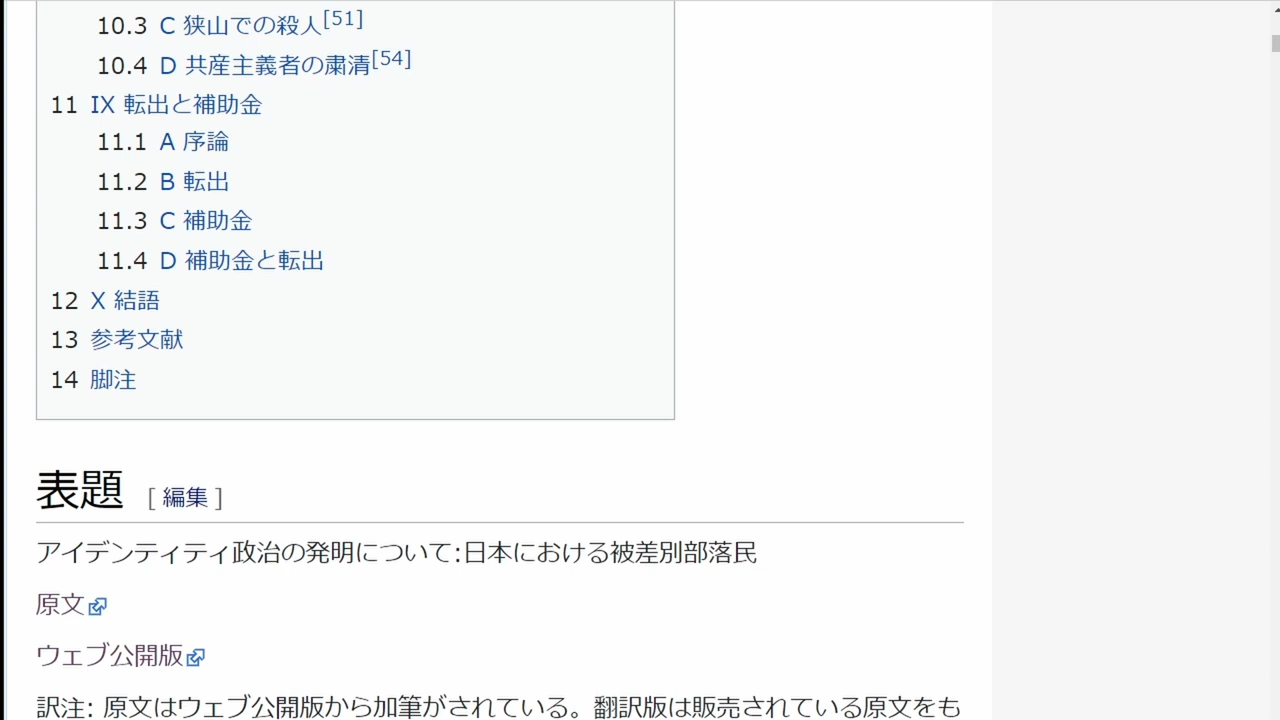 10.3 C 狭山での殺人[51]
10.4 D 共産主義者の粛清[54]
11 IX 転出と補助金
11.1 A 序論
11.2 B 転出
11.3 C 補助金
11.4 D 補助金と転出
12 X 結語
13 参考文献
14 脚注
表題 [ 編集 ]
アイデンティティ政治の発明について:日本における被差別部落民
原文
ウェブ公開版
訳注: 原文はウェブ公開版から加筆がされている。翻訳版は販売されている原文をも